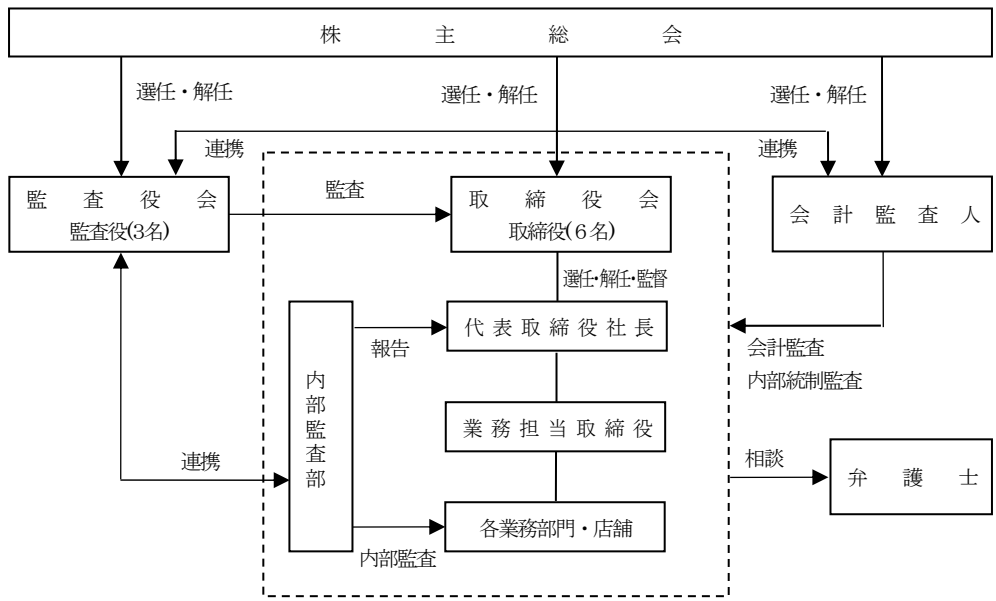 株主総会
選任・解任
選任・解任
選任・解任
連携
連携
監査役会
監査役(3名)
監査
取締役会
取締役(６名)
会計監査人
選任・解任・監督
代表取締役社長
報告
会計監査
内部統制監査
内部監査部
業務担当取締役
連携
相談
弁護士
各業務部門・店舗
内部監査